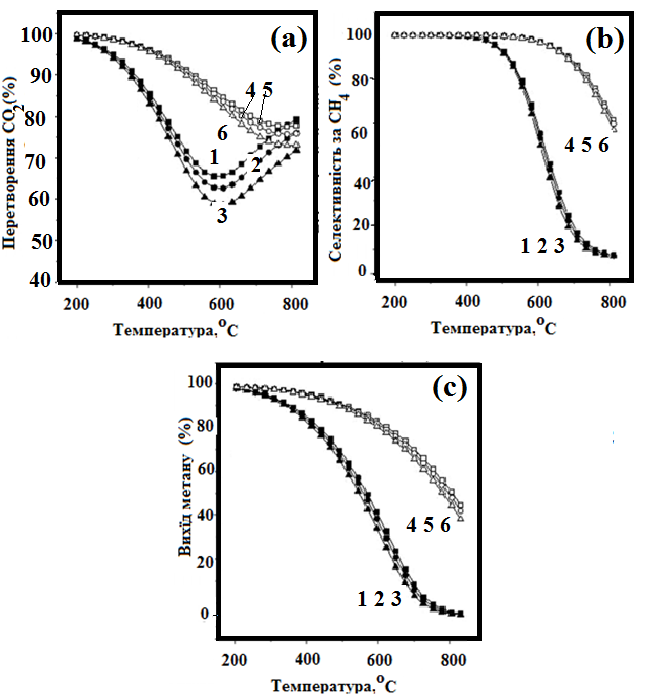 (a)
Перетворення CO2(%)
100
90
80
70
60
50
40
4 5
6
1
2
3
200 400 600 800
Температура,°C
(b)
Селективність за CH4 (%)
100
80
60
40
20
0
4 5 6
1 2 3
200 400 600 800
Температура,°C
(c)
Вихід метану (%)
100
80
60
40
20
0
4 5 6
1 2 3
200 400 600 800
Температура,°C